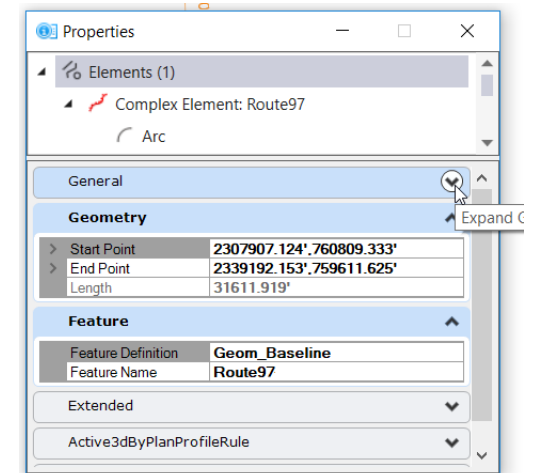 Properties
Elements (1)
Complex Element: Route97
Arc
General
Expand G
Geometry
Start Point 2307907.124',760809.333'
End Point 2339192.153',759611.625'
Length 31611.919'
Feature
Feature Definition Geom_Baseline
Feature Name Route97
Extended
Active3dByPlanProfileRule